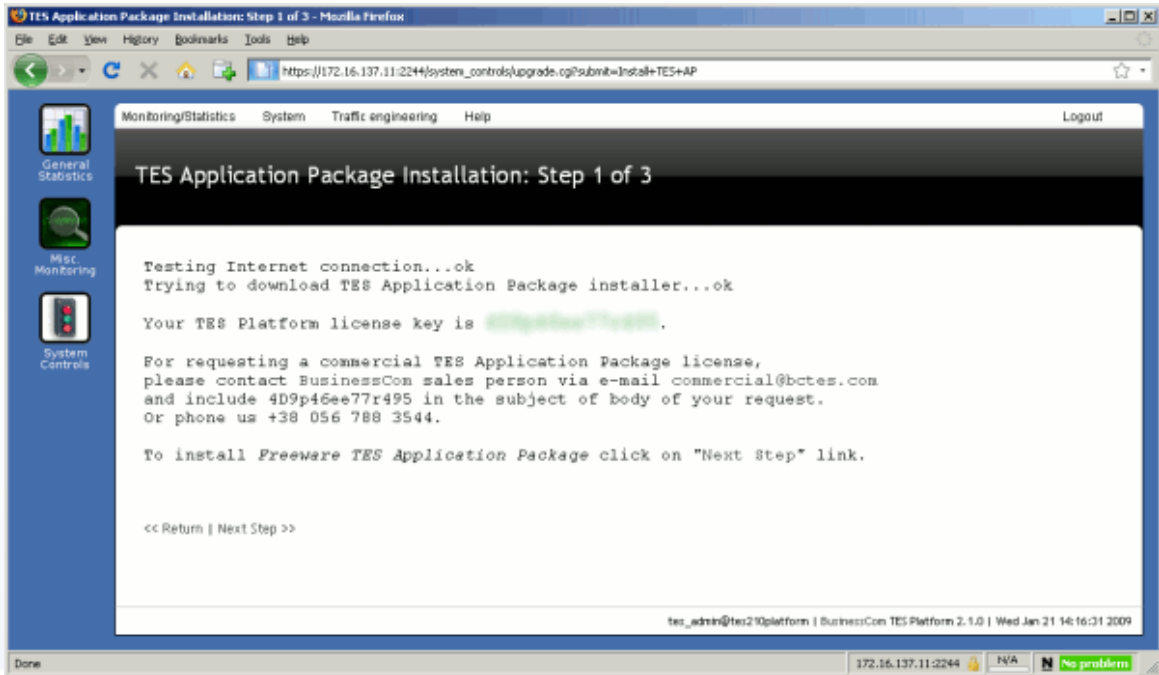 TES Application Package Installation: Step 1 of 3 - Mozilla Firefox
File Edit View History Bookmarks Tools Help
https://172.16.137.11:2244/system_controls/upgrade.cgi?submit=Install+TES+AP
Monitoring/Statistics System Traffic engineering Help Logout
General
Statistics
TES Application Package Installation: Step 1 of 3
Misc.
Monitoring
System
Controls
Testing Internet connection...ok
Trying to download TES Application Package installer...ok
Your TES Platform license key is .
For requesting a commercial TES Application Package license,
please contact BusinessCom sales person via e-mail commercial@bctes.com
and include 4D9p46ee77r495 in the subject of body of your request.
Or phone us +38 056 788 3544.
To install Freeware TES Application Package click on "Next Step" link.
<< Return | Next Step >>
tes_admin@tes210platform | BusinessCom TES Platform 2.1.0 | Wed Jan 21 14:16:31 2009
Done 172.16.137.11:2244 N/A N No problem